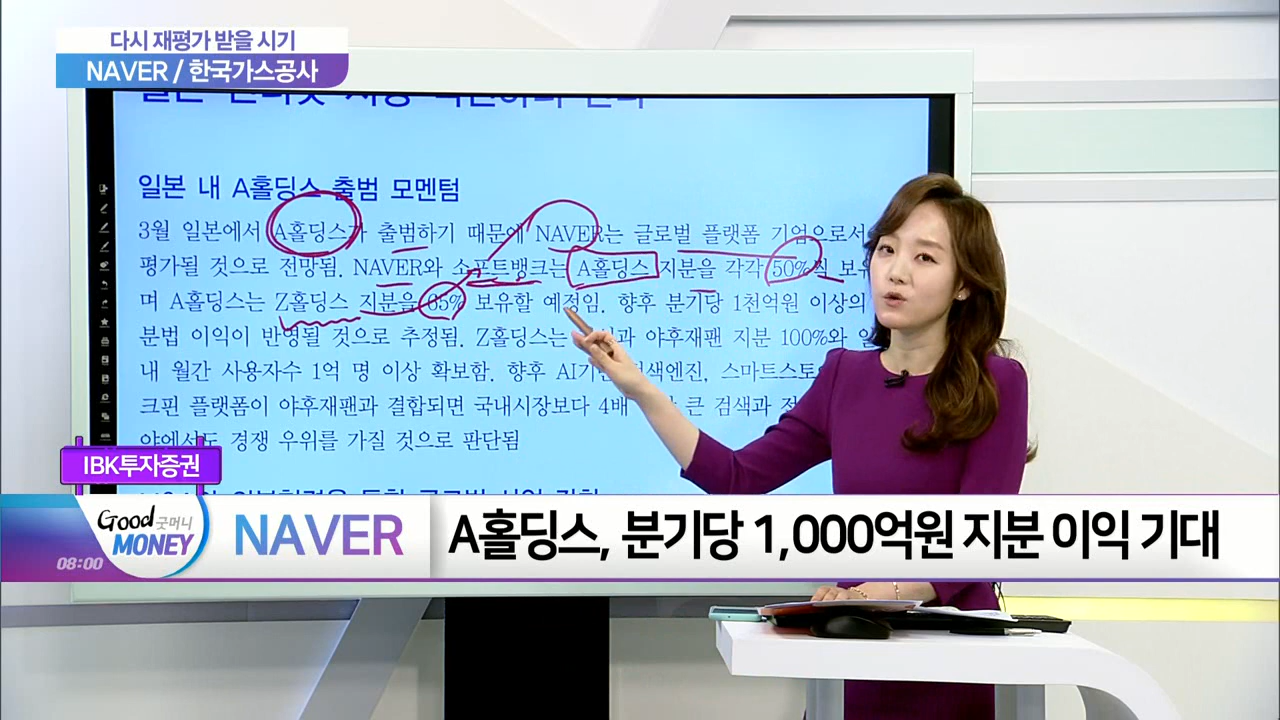 다시 재평가 받을 시기
NAVER / 한국가스공사
일본 내 A홀딩스 출범 모멘텀
3월 일본에서 A홀딩스가 출범하기 때문에 NAVER는 글로벌 플랫폼 기업으로서
평가될 것으로 전망됨. NAVER와 소프트뱅크는 A홀딩스 지분을 각각 50%씩 보유
며 A홀딩스는 Z홀딩스 지분을 65% 보유할 예정임. 향후 분기당 1천억원 이상의
분법 이익이 반영될 것으로 추정됨. Z홀딩스는 과 야후재팬 지분 100%와 일
내 월간 사용자수 1억 명 이상 확보함. 향후 AI기반 검색엔진, 스마트스토
크핀 플랫폼이 야후재팬과 결합되면 국내시장보다 4배 큰 검색과
야에서도 경쟁 우위를 가질 것으로 판단됨
IBK투자증권
Good 굿머니
MONEY
08:00
NAVER
A홀딩스, 분기당 1,000억원 지분 이익 기대